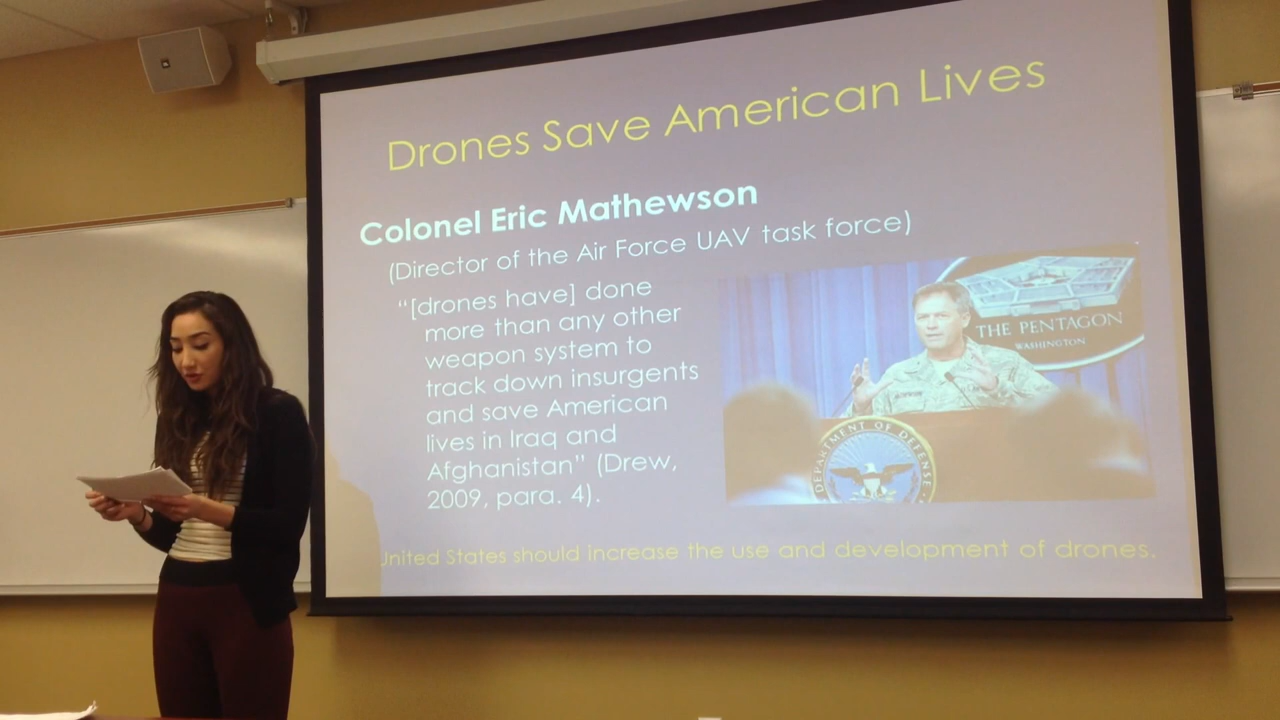 Drones Save American Lives
Colonel Eric Mathewson
(Director of the Air Force UAV task force)
“[drones have] done
more than any other
weapon system to
track down insurgents
and save American
lives in Iraq and
Afghanistan” (Drew,
2009, para. 4).
THE PENTAGON
WASHINGTON
DEPARTMENT OF DEFENSE
United States should increase the use and development of drones.